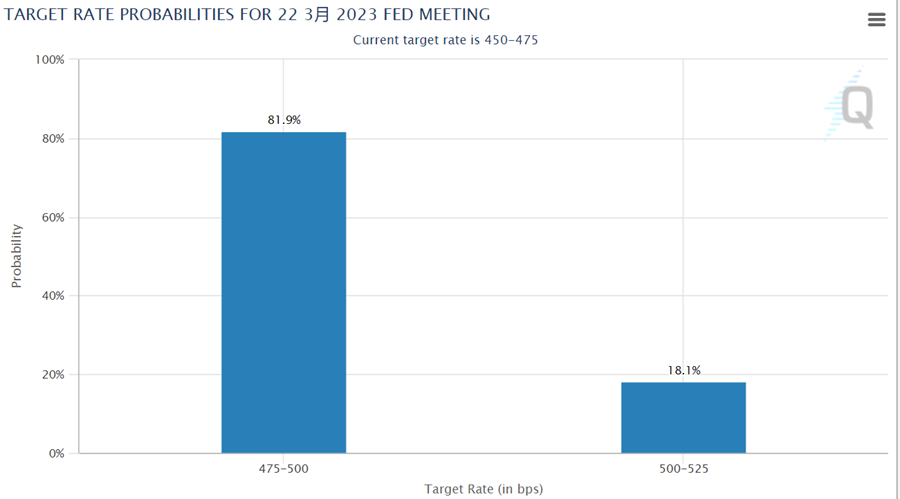 TARGET RATE PROBABILITIES FOR 22 3月 2023 FED MEETING
Current target rate is 450-475
100%
81.9%
80%
60%
Probability
40%
18.1%
20%
0%
475-500
500-525
Target Rate (in bps)
Q